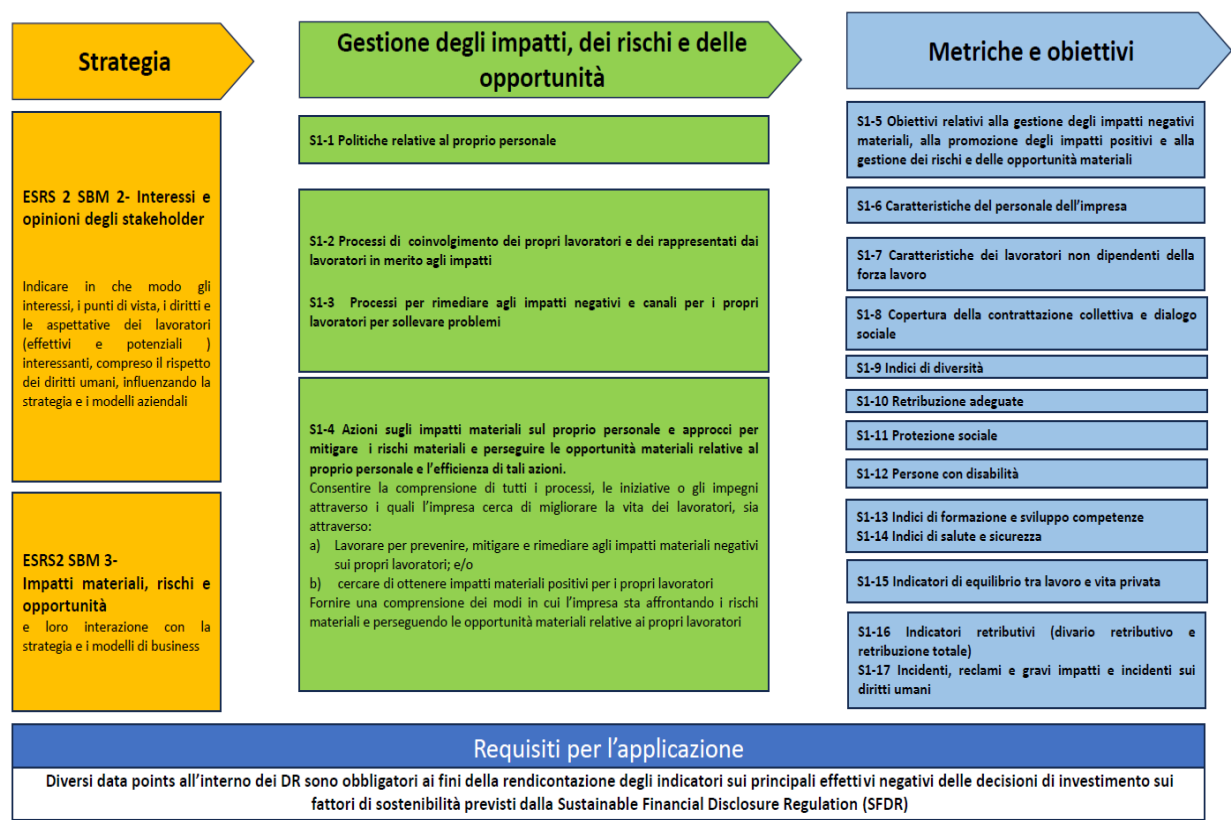 Strategia
ESRS 2 SBM 2- Interessi e
opinioni degli stakeholder
Indicare in che modo gli
interessi, i punti di vista, i diritti e
le aspettative dei lavoratori
(effettivi e potenziali )
interessanti, compreso il rispetto
dei diritti umani, influenzando la
strategia e i modelli aziendali
ESRS2 SBM 3-
Impatti materiali, rischi e
opportunità
e loro interazione con la
strategia e i modelli di business
Gestione degli impatti, dei rischi e delle
opportunità
S1-1 Politiche relative al proprio personale
S1-2 Processi di coinvolgimento dei propri lavoratori e dei rappresentati dai
lavoratori in merito agli impatti
S1-3 Processi per rimediare agli impatti negativi e canali per i propri
lavoratori per sollevare problemi
S1-4 Azioni sugli impatti materiali sul proprio personale e approcci per
mitigare i rischi materiali e perseguire le opportunità materiali relative al
proprio personale e l'efficienza di tali azioni.
Consentire la comprensione di tutti i processi, le iniziative o gli impegni
attraverso i quali l'impresa cerca di migliorare la vita dei lavoratori, sia
attraverso:
a) Lavorare per prevenire, mitigare e rimediare agli impatti materiali negativi
sui propri lavoratori; e/o
b) cercare di ottenere impatti materiali positivi per i propri lavoratori
Fornire una comprensione dei modi in cui l'impresa sta affrontando i rischi
materiali e perseguendo le opportunità materiali relative ai propri lavoratori
Metriche e obiettivi
S1-5 Obiettivi relativi alla gestione degli impatti negativi
materiali, alla promozione degli impatti positivi e alla
gestione dei rischi e delle opportunità materiali
S1-6 Caratteristiche del personale dell'impresa
S1-7 Caratteristiche dei lavoratori non dipendenti della
forza lavoro
S1-8 Copertura della contrattazione collettiva e dialogo
sociale
S1-9 Indici di diversità
S1-10 Retribuzione adeguate
S1-11 Protezione sociale
S1-12 Persone con disabilità
S1-13 Indici di formazione e sviluppo competenze
S1-14 Indici di salute e sicurezza
S1-15 Indicatori di equilibrio tra lavoro e vita privata
S1-16 Indicatori retributivi (divario retributivo e
retribuzione totale)
S1-17 Incidenti, reclami e gravi impatti e incidenti sui
diritti umani
Requisiti per l'applicazione
Diversi data points all'interno dei DR sono obbligatori ai fini della rendicontazione degli indicatori sui principali effettivi negativi delle decisioni di investimento sui
fattori di sostenibilità previsti dalla Sustainable Financial Disclosure Regulation (SFDR)